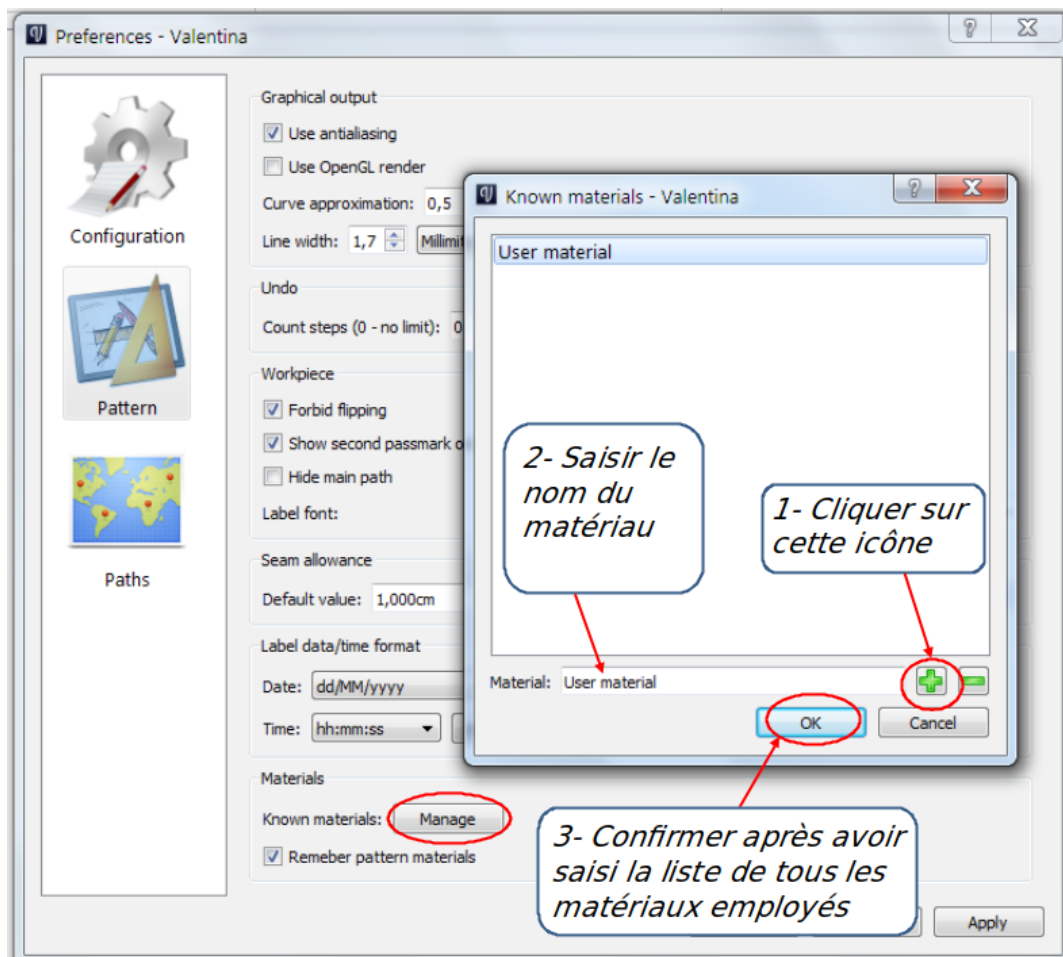 Preferences - Valentina
Configuration
Pattern
Paths
Graphical output
Use antialiasing
Use OpenGL render
Curve approximation: 0,5
Line width: 1,7
Undo
Count steps (0 - no limit): 0
Workpiece
Forbid flipping
Show second passmark
Hide main path
Label font:
Seam allowance
Default value: 1,000cm
Label data/time format
Date: dd/MM/yyyy
Time: hh:mm:ss
Materials
Known materials: Manage
Remeber pattern materials
Apply
Known materials - Valentina
User material
2- Saisir le
nom du
matériau
1- Cliquer sur
cette icône
Material: User material
OK
Cancel
3- Confirmer après avoir
saisi la liste de tous les
matériaux employés